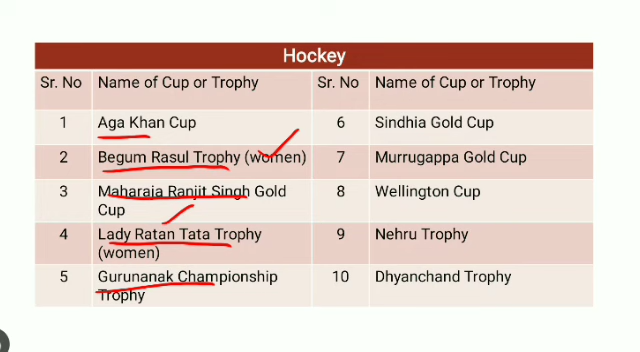 Hockey
Sr. No Name of Cup or Trophy Sr. No Name of Cup or Trophy
1 Aga Khan Cup 6 Sindhia Gold Cup
2 Begum Rasul Trophy (women) 7 Murrugappa Gold Cup
3 Maharaja Ranjit Singh Gold 8 Wellington Cup
Cup
4 Lady Ratan Tata Trophy 9 Nehru Trophy
(women)
5 Gurunanak Championship 10 Dhyanchand Trophy
Trophy